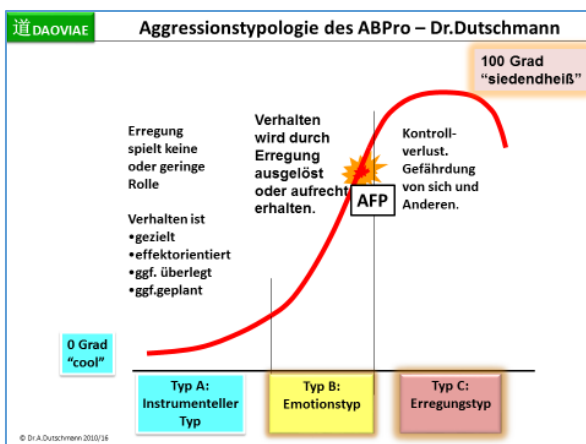 道DAOVIAE
Aggressionstypologie des ABPro – Dr.Dutschmann
100 Grad
“siedendheiß”
Erregung
spielt keine
oder geringe
Rolle
Verhalten ist
•gezielt
•effektorientiert
•ggf. überlegt
•ggf.geplant
Verhalten
wird durch
Erregung
ausgelöst
oder aufrecht
erhalten.
AFP
Kontroll-
verlust.
Gefährdung
von sich und
Anderen.
0 Grad
“cool”
Typ A:
Instrumenteller
Typ
Typ B:
Emotionstyp
Typ C:
Erregungstyp
© Dr.A.Dutschmann 2010/16